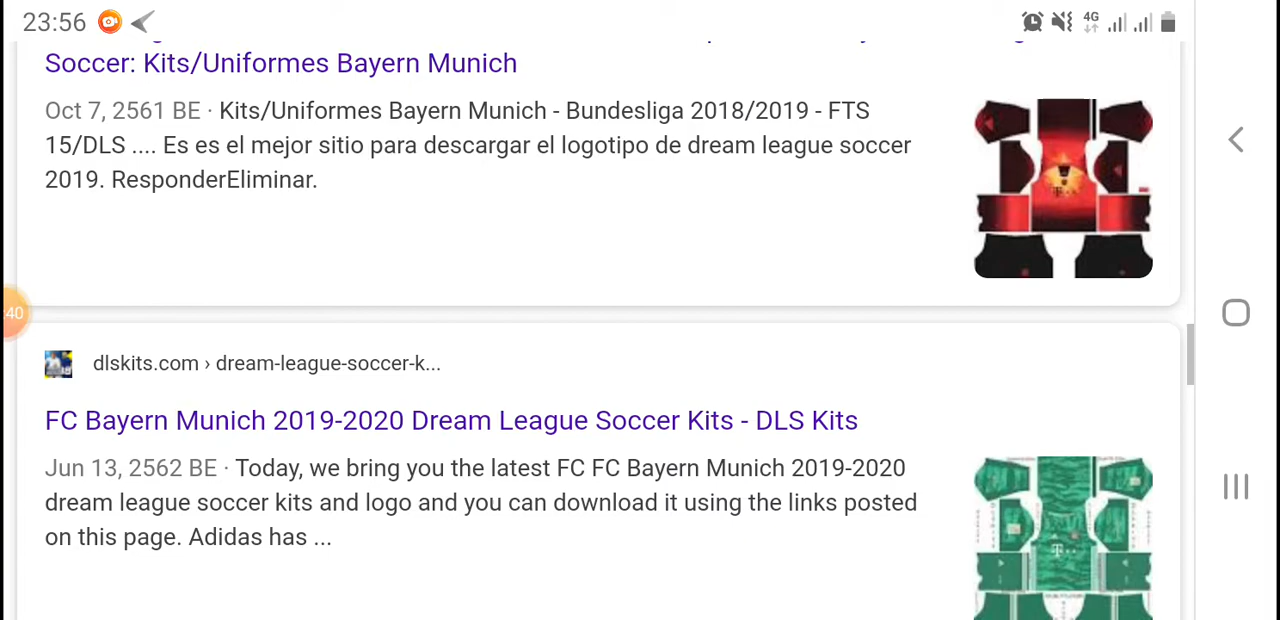 23:56
4G
Soccer: Kits/Uniformes Bayern Munich
Oct 7, 2561 BE · Kits/Uniformes Bayern Munich - Bundesliga 2018/2019 - FTS
15/DLS .... Es es el mejor sitio para descargar el logotipo de dream league soccer
2019. ResponderEliminar.
:40
dlskits.com › dream-league-soccer-k...
FC Bayern Munich 2019-2020 Dream League Soccer Kits - DLS Kits
Jun 13, 2562 BE · Today, we bring you the latest FC FC Bayern Munich 2019-2020
dream league soccer kits and logo and you can download it using the links posted
on this page. Adidas has ...